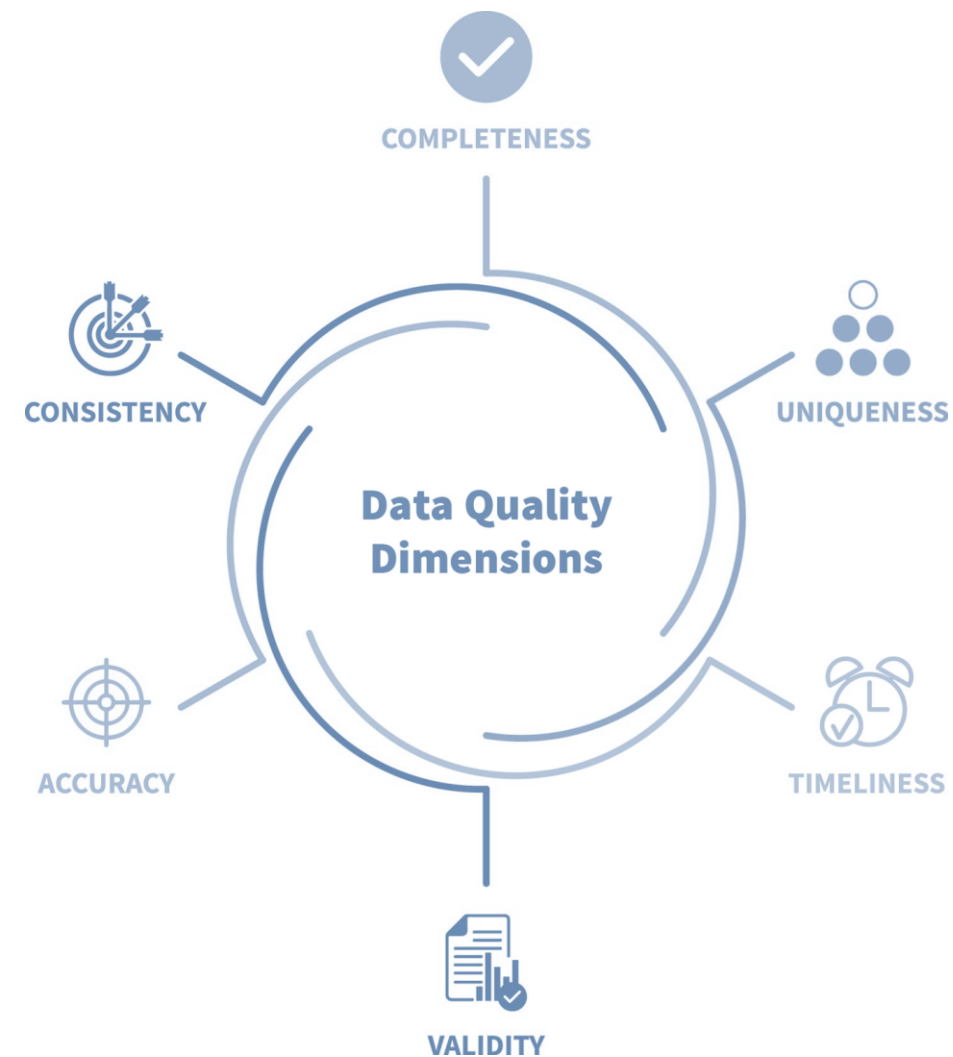 COMPLETENESS
CONSISTENCY
UNIQUENESS
Data Quality
Dimensions
ACCURACY
TIMELINESS
VALIDITY